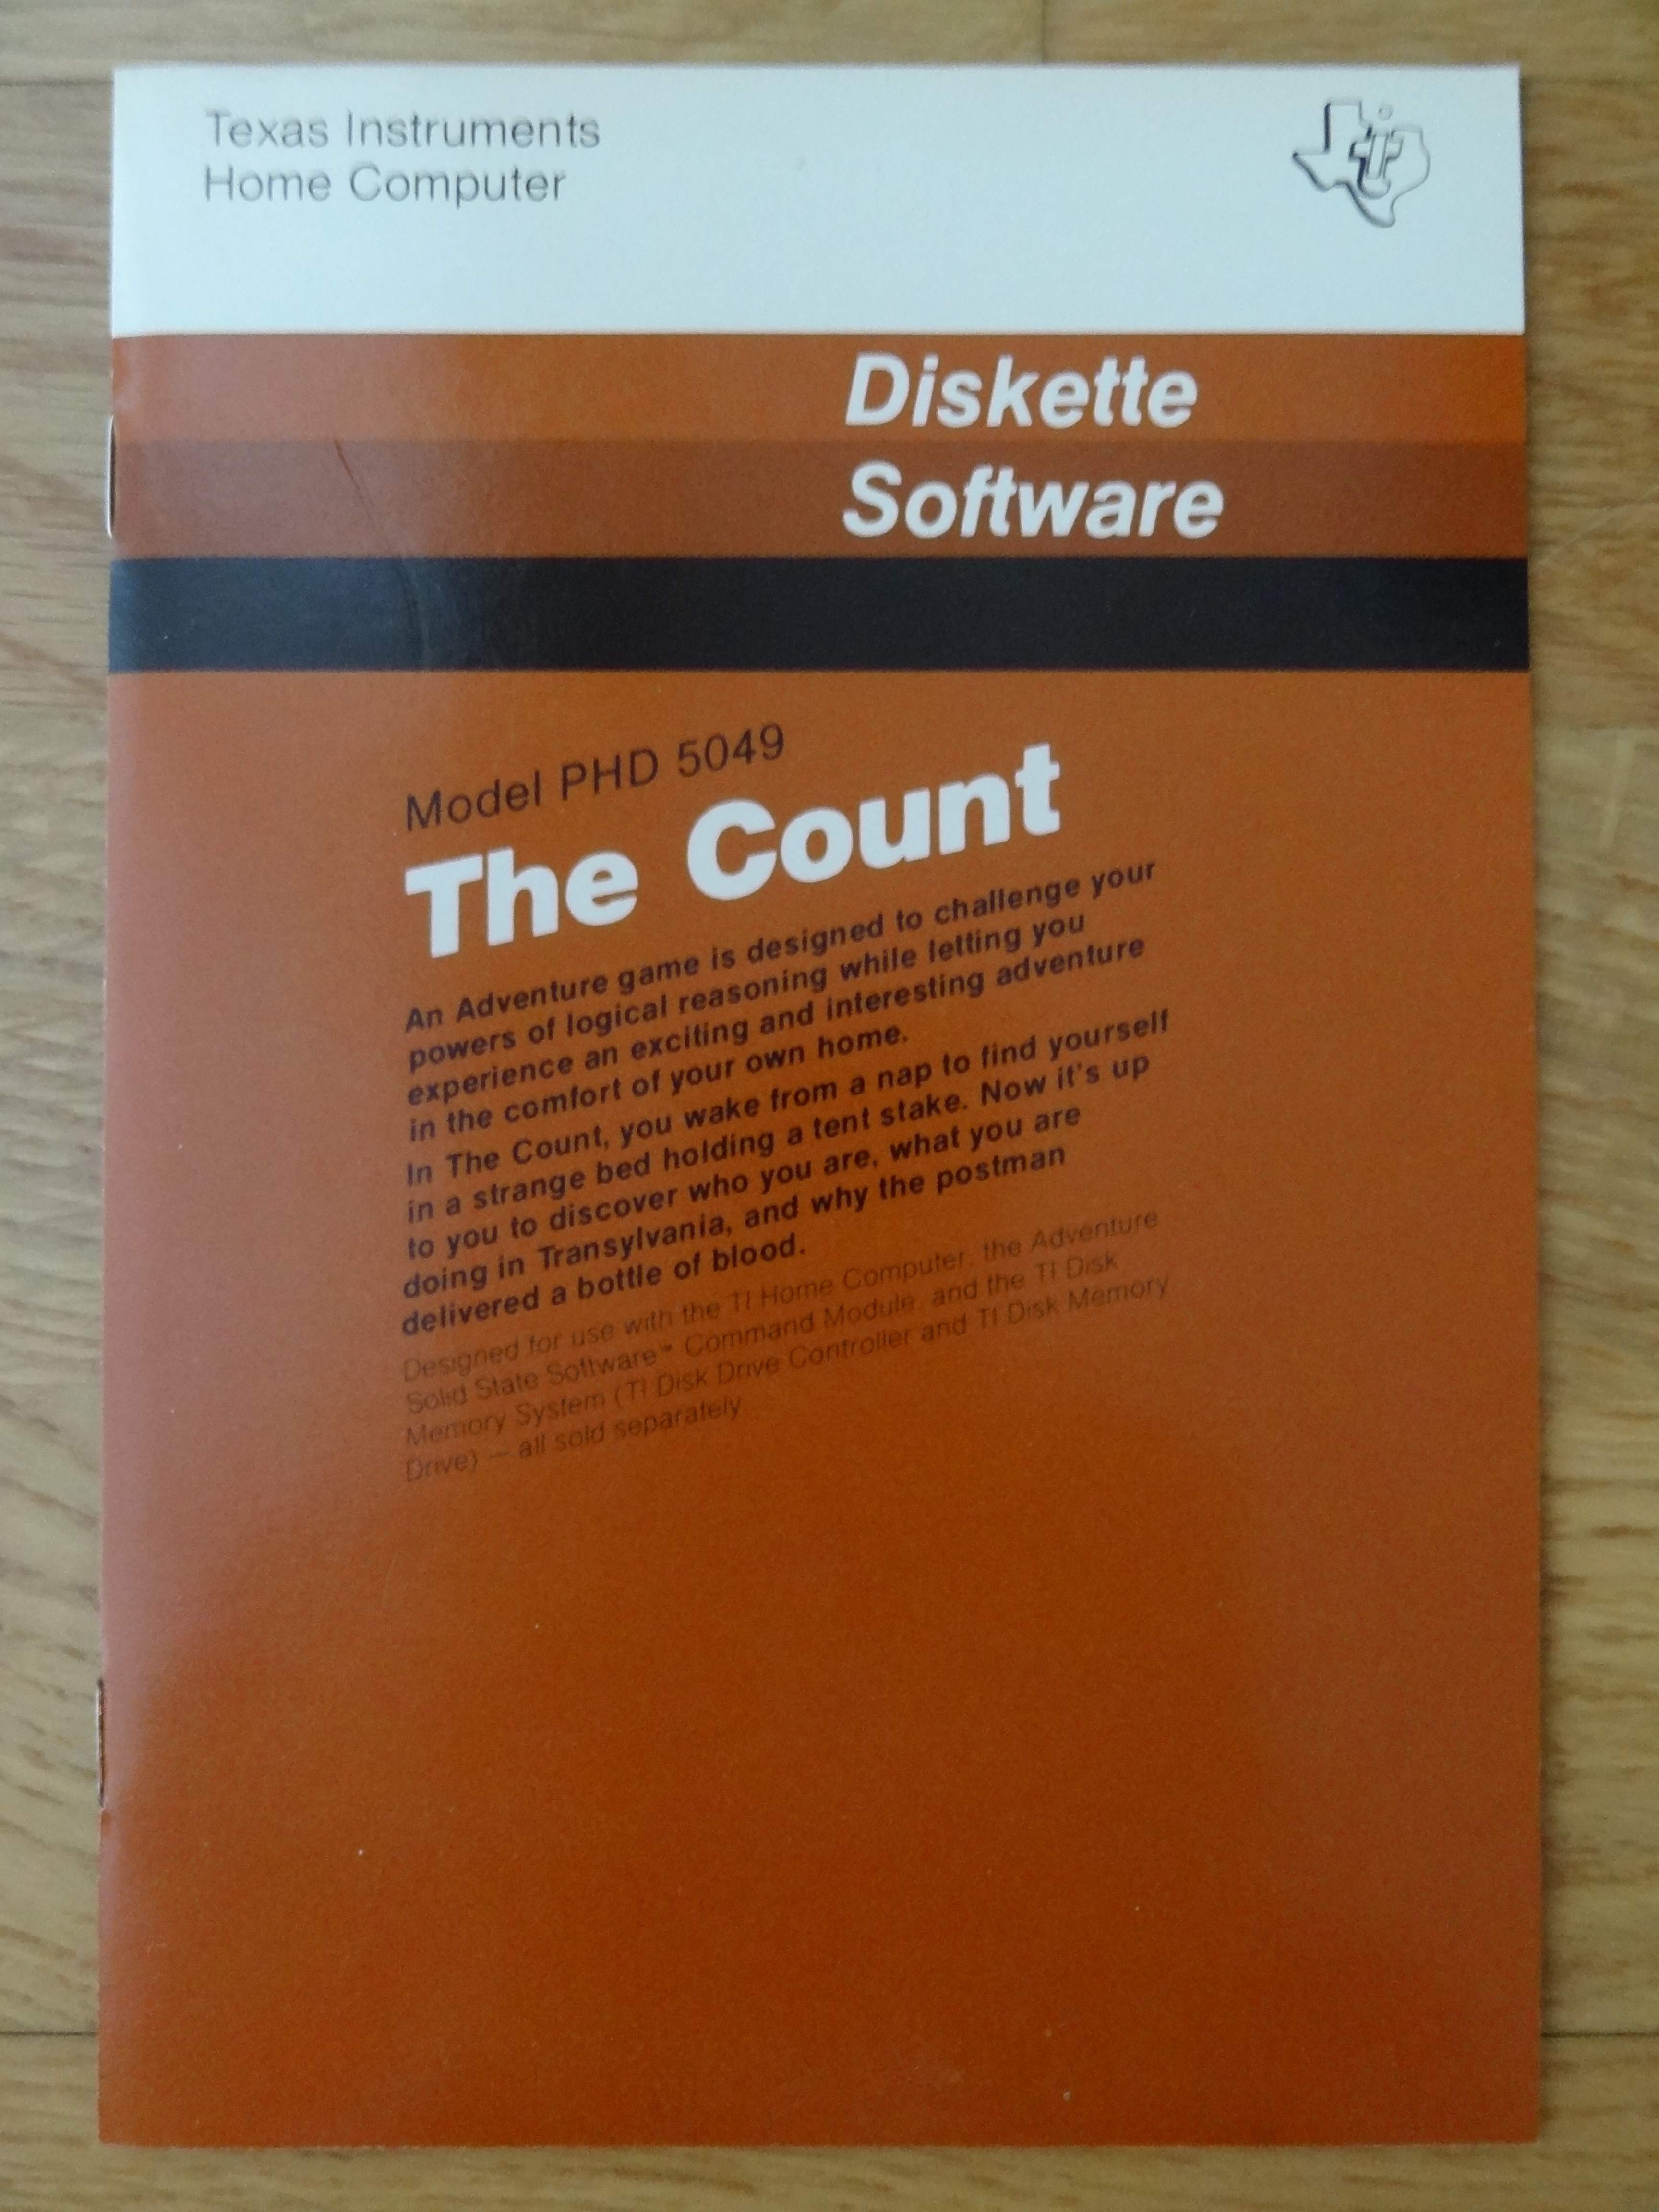 Texas Instruments
Home Computer
Diskette
Software
Model PHD 5049
The Count
An Adventure game is designed to challenge your
powers of logical reasoning while letting you
experience an exciting and interesting adventure
in the comfort of your own home.
In The Count, you wake from a nap to find yourself
in a strange bed holding a tent stake. Now it's up
to you to discover who you are, what you are
doing in Transylvania, and why the postman
delivered a bottle of blood.
Designed for use with the TI Home Computer, the Adventure
Solid State Software™ Command Module, and the TI Disk
Memory System (TI Disk Drive Controller and TI Disk Memory
Drive) — all sold separately